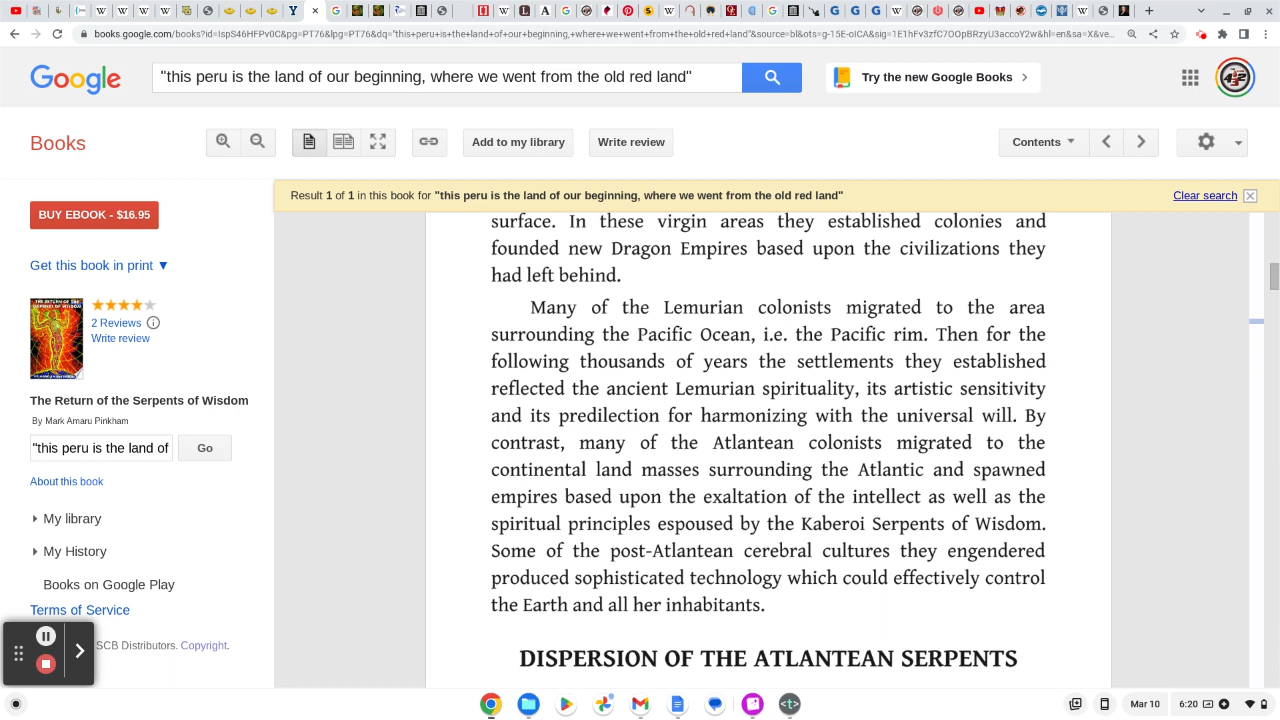 books.google.com/books?id=IspS46HFPv0C&pg=PT76&lpg=PT76&dq="this+peru+is+the+land+of+our+beginning,+where+we+went+from+the+old+red+land"&source=bl&ots=g-15E-oICA&sig=
Google
"this peru is the land of our beginning, where we went from the old red land"
Try the new Google Books
Books
Add to my library
Write review
Contents
Result 1 of 1 in this book for "this peru is the land of our beginning, where we went from the old red land"
Clear search
BUY EBOOK - $16.95
Get this book in print ▼
2 Reviews
Write review
The Return of the Serpents of Wisdom
By Mark Amaru Pinkham
"this peru is the land of
Go
About this book
My library
My History
Books on Google Play
Terms of Service
SCB Distributors. Copyright.
surface. In these virgin areas they established colonies and
founded new Dragon Empires based upon the civilizations they
had left behind.
Many of the Lemurian colonists migrated to the area
surrounding the Pacific Ocean, i.e. the Pacific rim. Then for the
following thousands of years the settlements they established
reflected the ancient Lemurian spirituality, its artistic sensitivity
and its predilection for harmonizing with the universal will. By
contrast, many of the Atlantean colonists migrated to the
continental land masses surrounding the Atlantic and spawned
empires based upon the exaltation of the intellect as well as the
spiritual principles espoused by the Kaberoi Serpents of Wisdom.
Some of the post-Atlantean cerebral cultures they engendered
produced sophisticated technology which could effectively control
the Earth and all her inhabitants.
DISPERSION OF THE ATLANTEAN SERPENTS
Mar 10
6:20